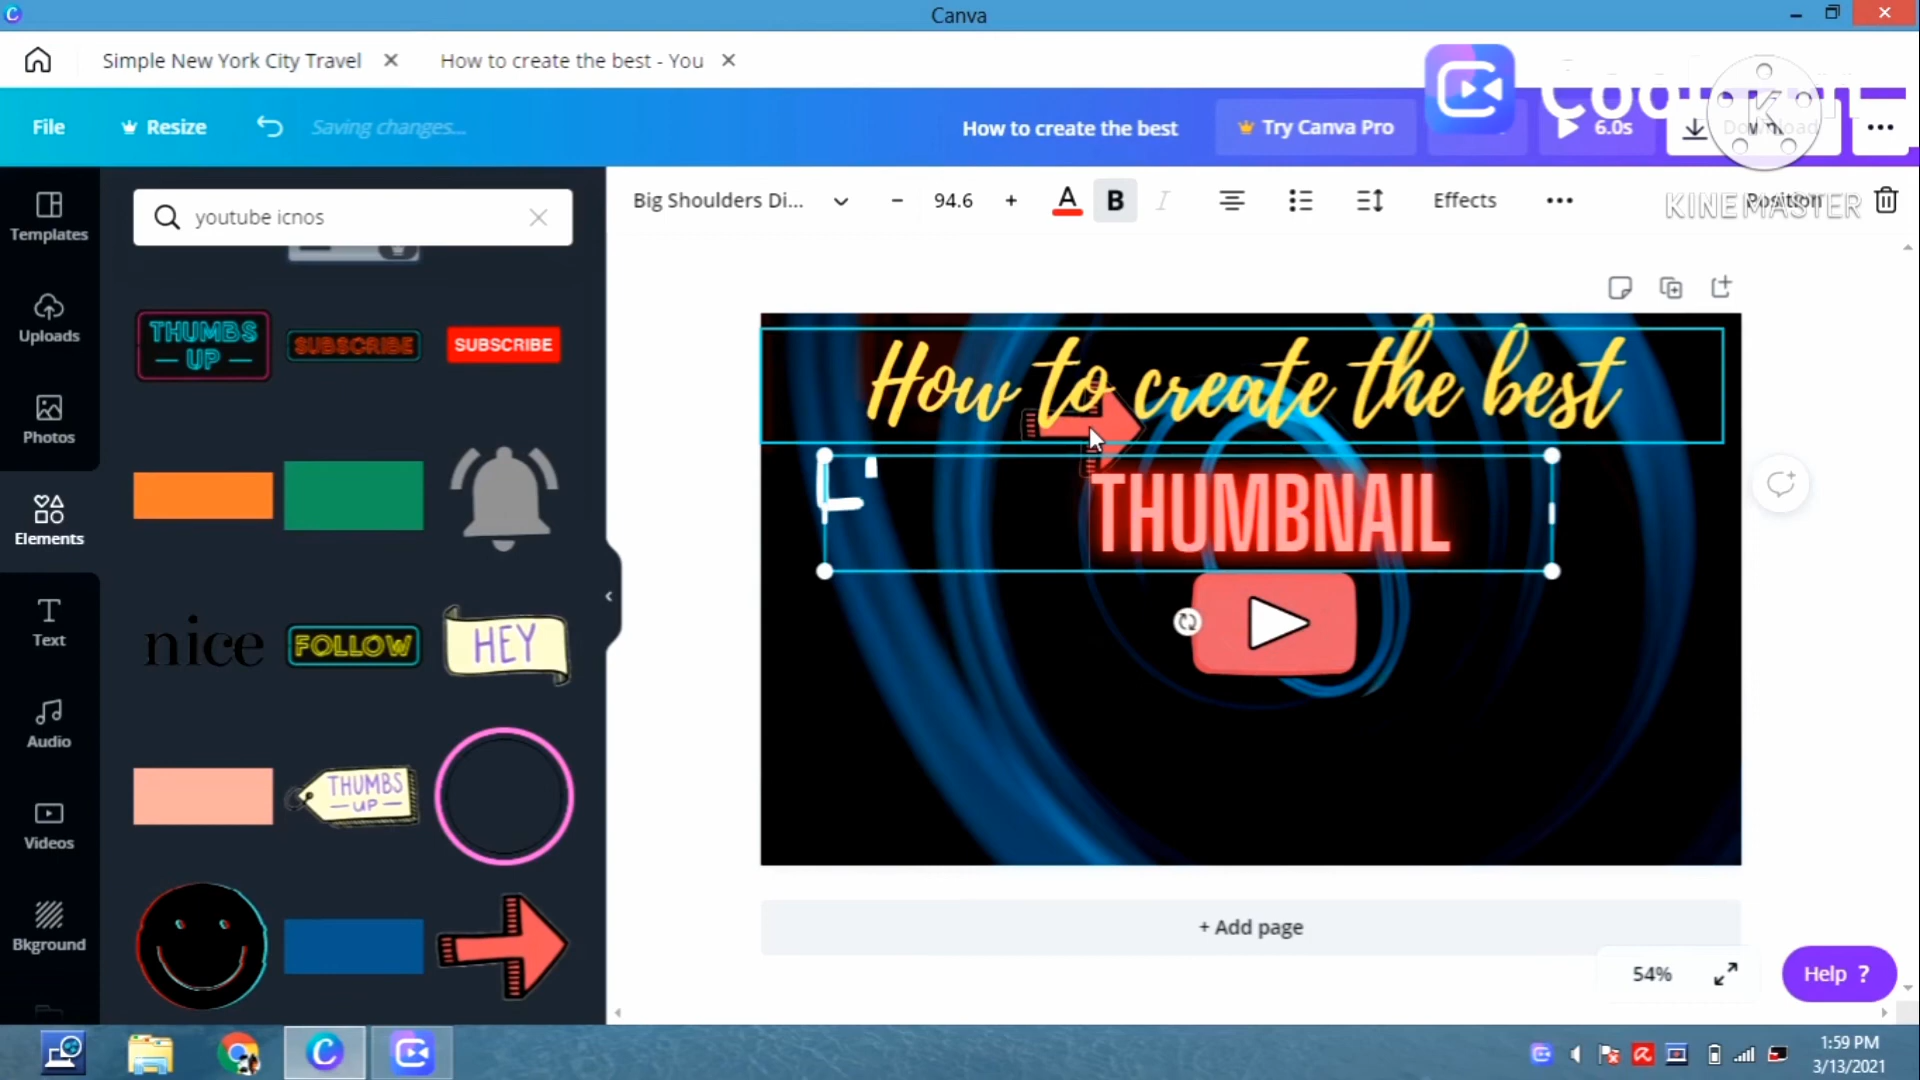 Canva
Simple New York City Travel
How to create the best - You
File
Resize
Saving changes...
How to create the best
Try Canva Pro
6.0s
Download
KINEMASTER
Position
Big Shoulders Di...
94.6
A
B
I
Effects
youtube icnos
Templates
Uploads
Photos
Elements
Text
Audio
Videos
Bkground
THUMBS
UP
SUBSCRIBE
SUBSCRIBE
nice
FOLLOW
HEY
THUMBS
UP
How to create the best
THUMBNAIL
+ Add page
54%
Help ?
1:59 PM
3/13/2021